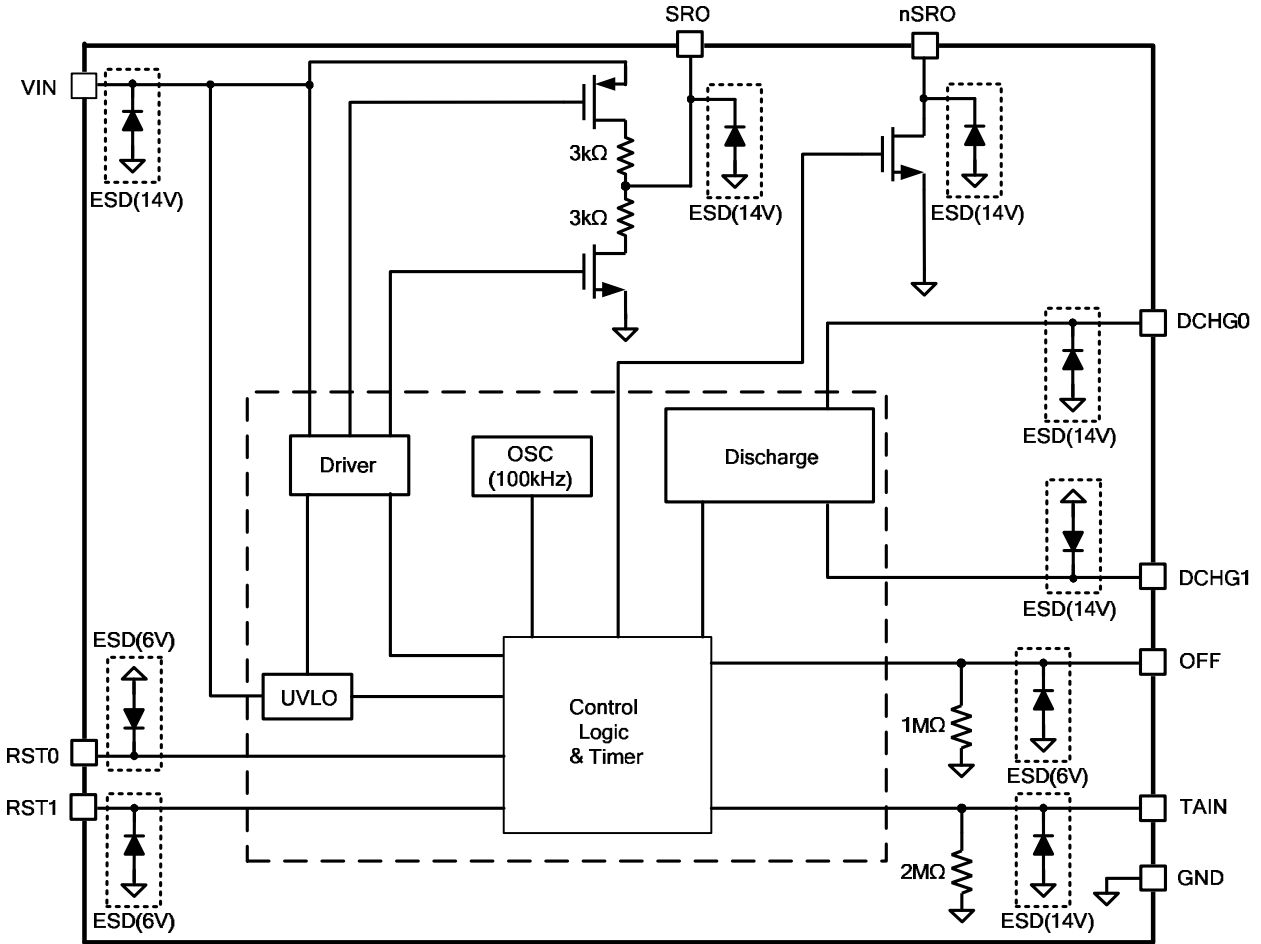 SRO
nSRO
VIN
ESD(14V)
3kΩ
3kΩ
ESD(14V)
ESD(14V)
DCHG0
ESD(14V)
Driver
OSC
(100kHz)
Discharge
DCHG1
ESD(14V)
ESD(6V)
OFF
UVLO
Control
Logic
& Timer
1MΩ
RST0
ESD(6V)
RST1
TAIN
2MΩ
GND
ESD(6V)
ESD(14V)